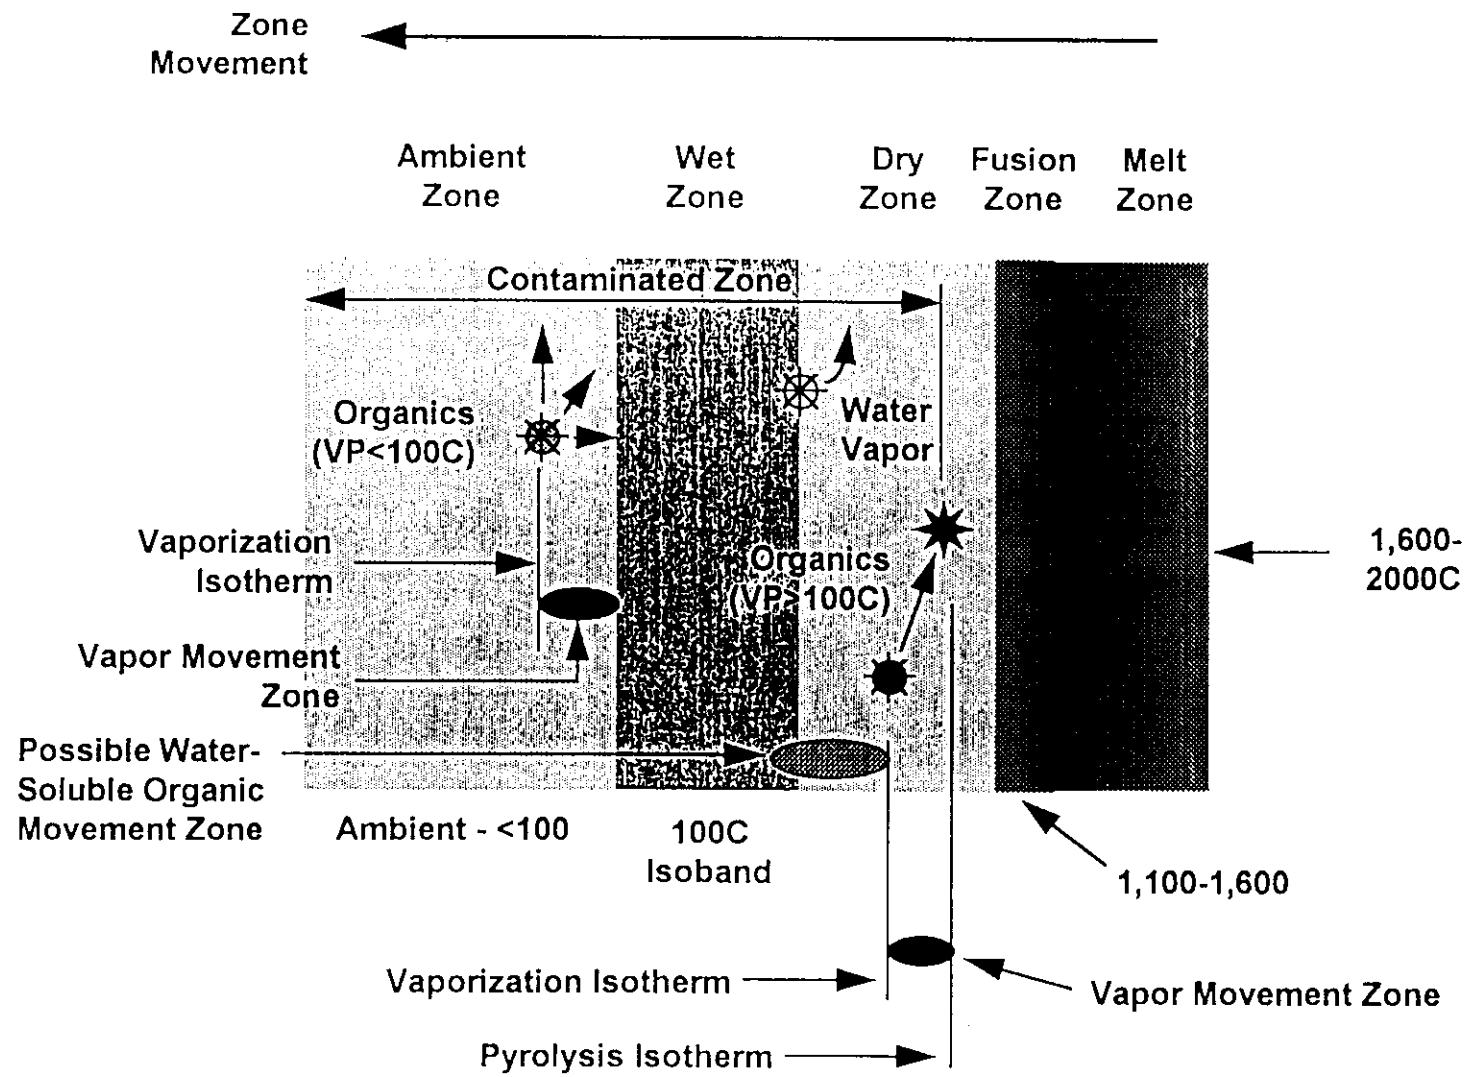 Zone
Movement
Ambient
Zone
Wet
Zone
Dry
Zone
Fusion
Zone
Melt
Zone
Contaminated Zone
Organics
(VP<100C)
Water
Vapor
Vaporization
Isotherm
Organics
(VP>100C)
1,600-
2000C
Vapor Movement
Zone
Possible Water-
Soluble Organic
Movement Zone
Ambient - <100
100C
Isoband
1,100-1,600
Vaporization Isotherm
Vapor Movement Zone
Pyrolysis Isotherm